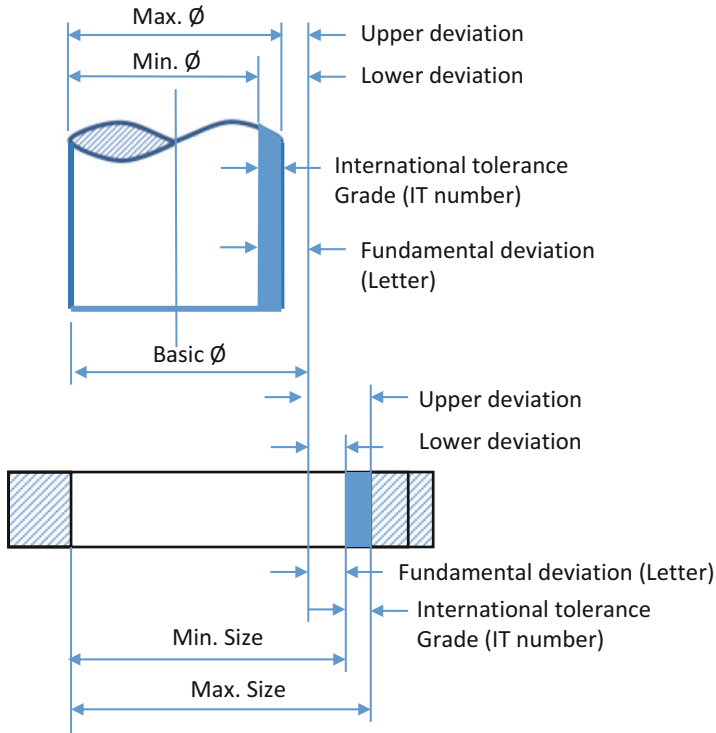 Max. Ø
Upper deviation
Min. Ø
Lower deviation
International tolerance
Grade (IT number)
Fundamental deviation
(Letter)
Basic Ø
Upper deviation
Lower deviation
Fundamental deviation (Letter)
International tolerance
Grade (IT number)
Min. Size
Max. Size